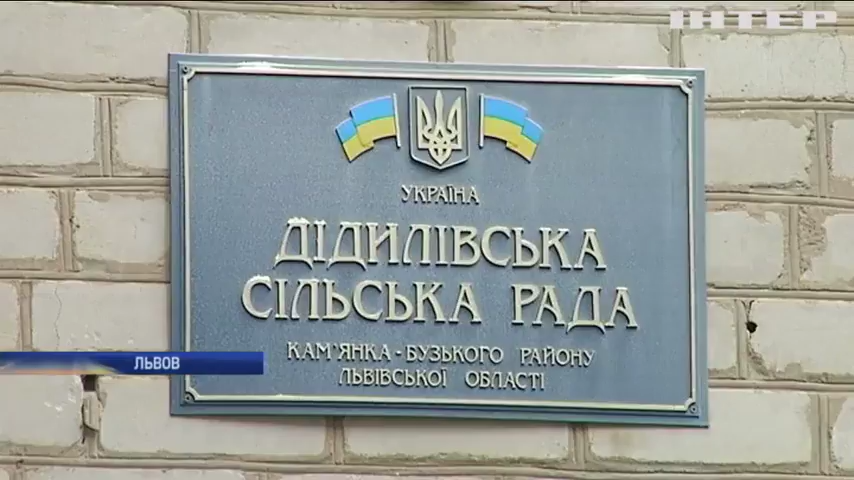 ІНТЕР
УКРАЇНА
ДІДИЛІВСЬКА
СІЛЬСЬКА РАДА
КАМ'ЯНКА-БУЗЬКОГО РАЙОНУ
ЛЬВІВСЬКОЇ ОБЛАСТІ
ЛЬВОВ